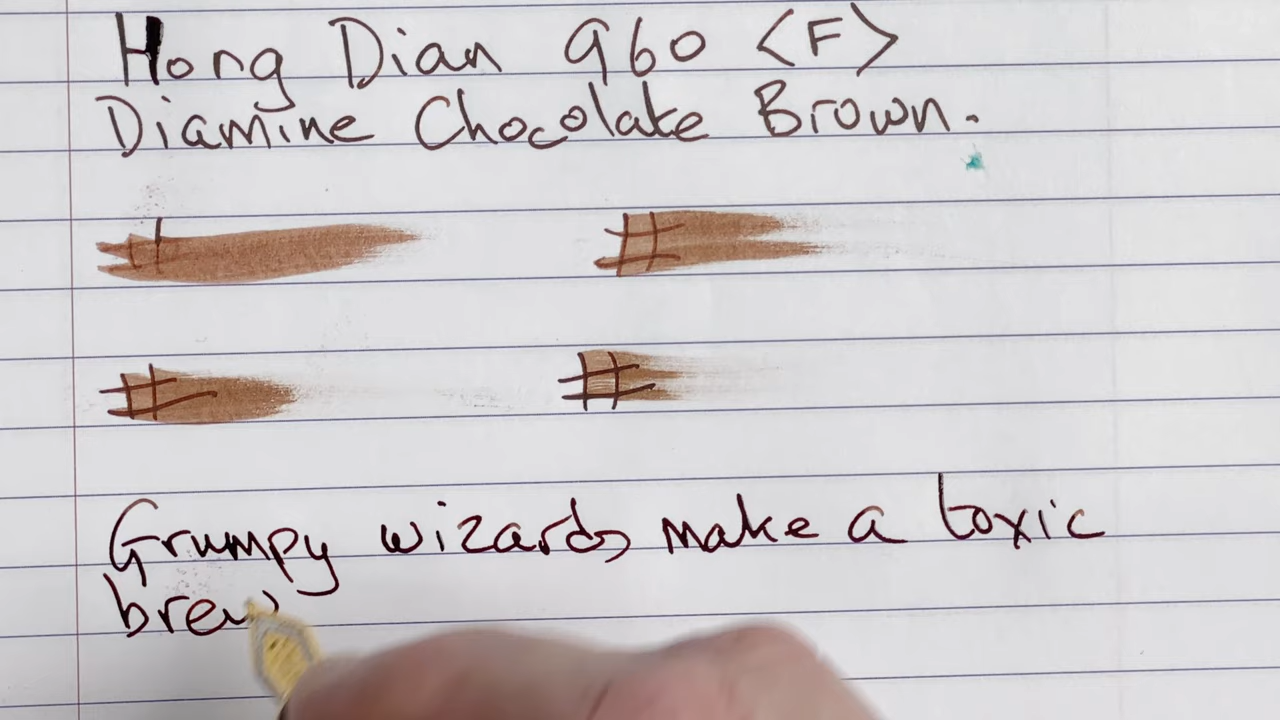 Hong Dian 960 <F>
Diamine Chocolate Brown.
Grumpy wizards make a toxic
brew